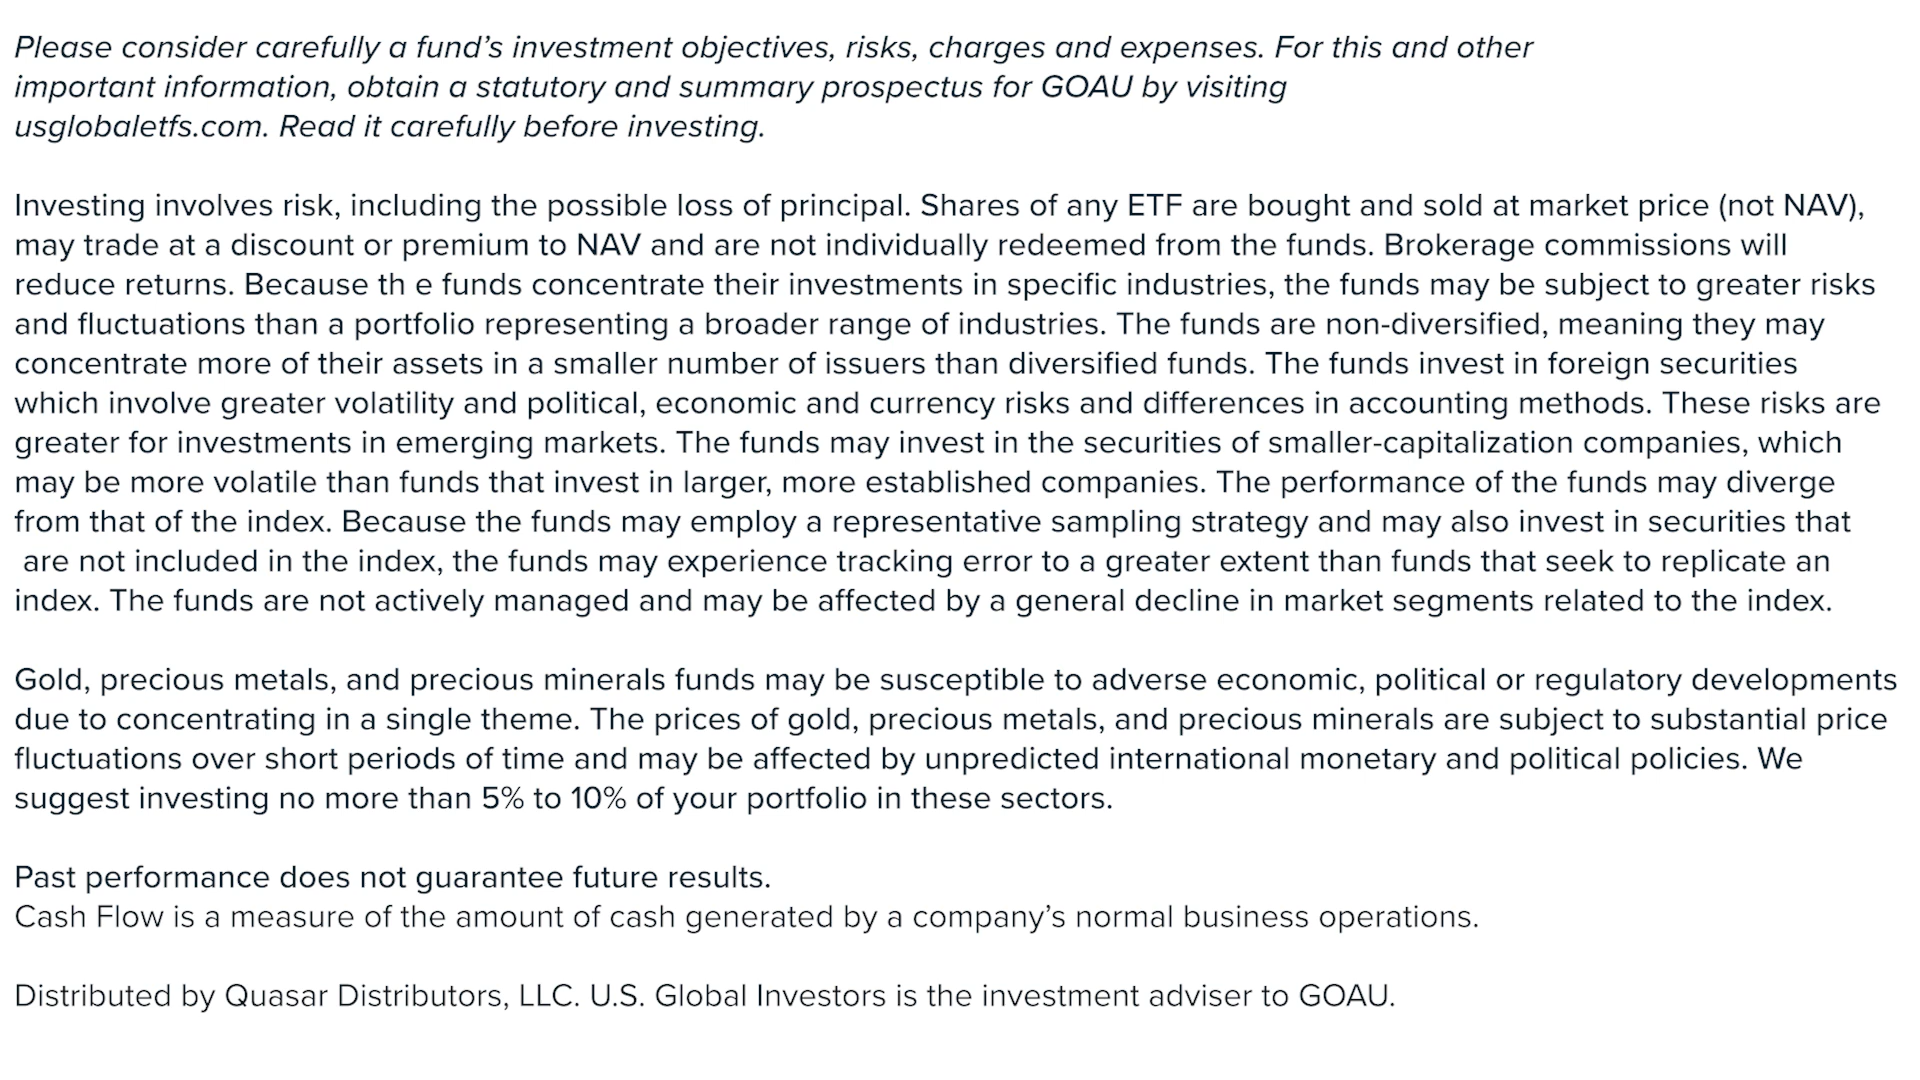 Please consider carefully a fund’s investment objectives, risks, charges and expenses. For this and other
important information, obtain a statutory and summary prospectus for GOAU by visiting
usglobaletfs.com. Read it carefully before investing.
Investing involves risk, including the possible loss of principal. Shares of any ETF are bought and sold at market price (not NAV),
may trade at a discount or premium to NAV and are not individually redeemed from the funds. Brokerage commissions will
reduce returns. Because th e funds concentrate their investments in specific industries, the funds may be subject to greater risks
and fluctuations than a portfolio representing a broader range of industries. The funds are non-diversified, meaning they may
concentrate more of their assets in a smaller number of issuers than diversified funds. The funds invest in foreign securities
which involve greater volatility and political, economic and currency risks and differences in accounting methods. These risks are
greater for investments in emerging markets. The funds may invest in the securities of smaller-capitalization companies, which
may be more volatile than funds that invest in larger, more established companies. The performance of the funds may diverge
from that of the index. Because the funds may employ a representative sampling strategy and may also invest in securities that
are not included in the index, the funds may experience tracking error to a greater extent than funds that seek to replicate an
index. The funds are not actively managed and may be affected by a general decline in market segments related to the index.
Gold, precious metals, and precious minerals funds may be susceptible to adverse economic, political or regulatory developments
due to concentrating in a single theme. The prices of gold, precious metals, and precious minerals are subject to substantial price
fluctuations over short periods of time and may be affected by unpredicted international monetary and political policies. We
suggest investing no more than 5% to 10% of your portfolio in these sectors.
Past performance does not guarantee future results.
Cash Flow is a measure of the amount of cash generated by a company’s normal business operations.
Distributed by Quasar Distributors, LLC. U.S. Global Investors is the investment adviser to GOAU.